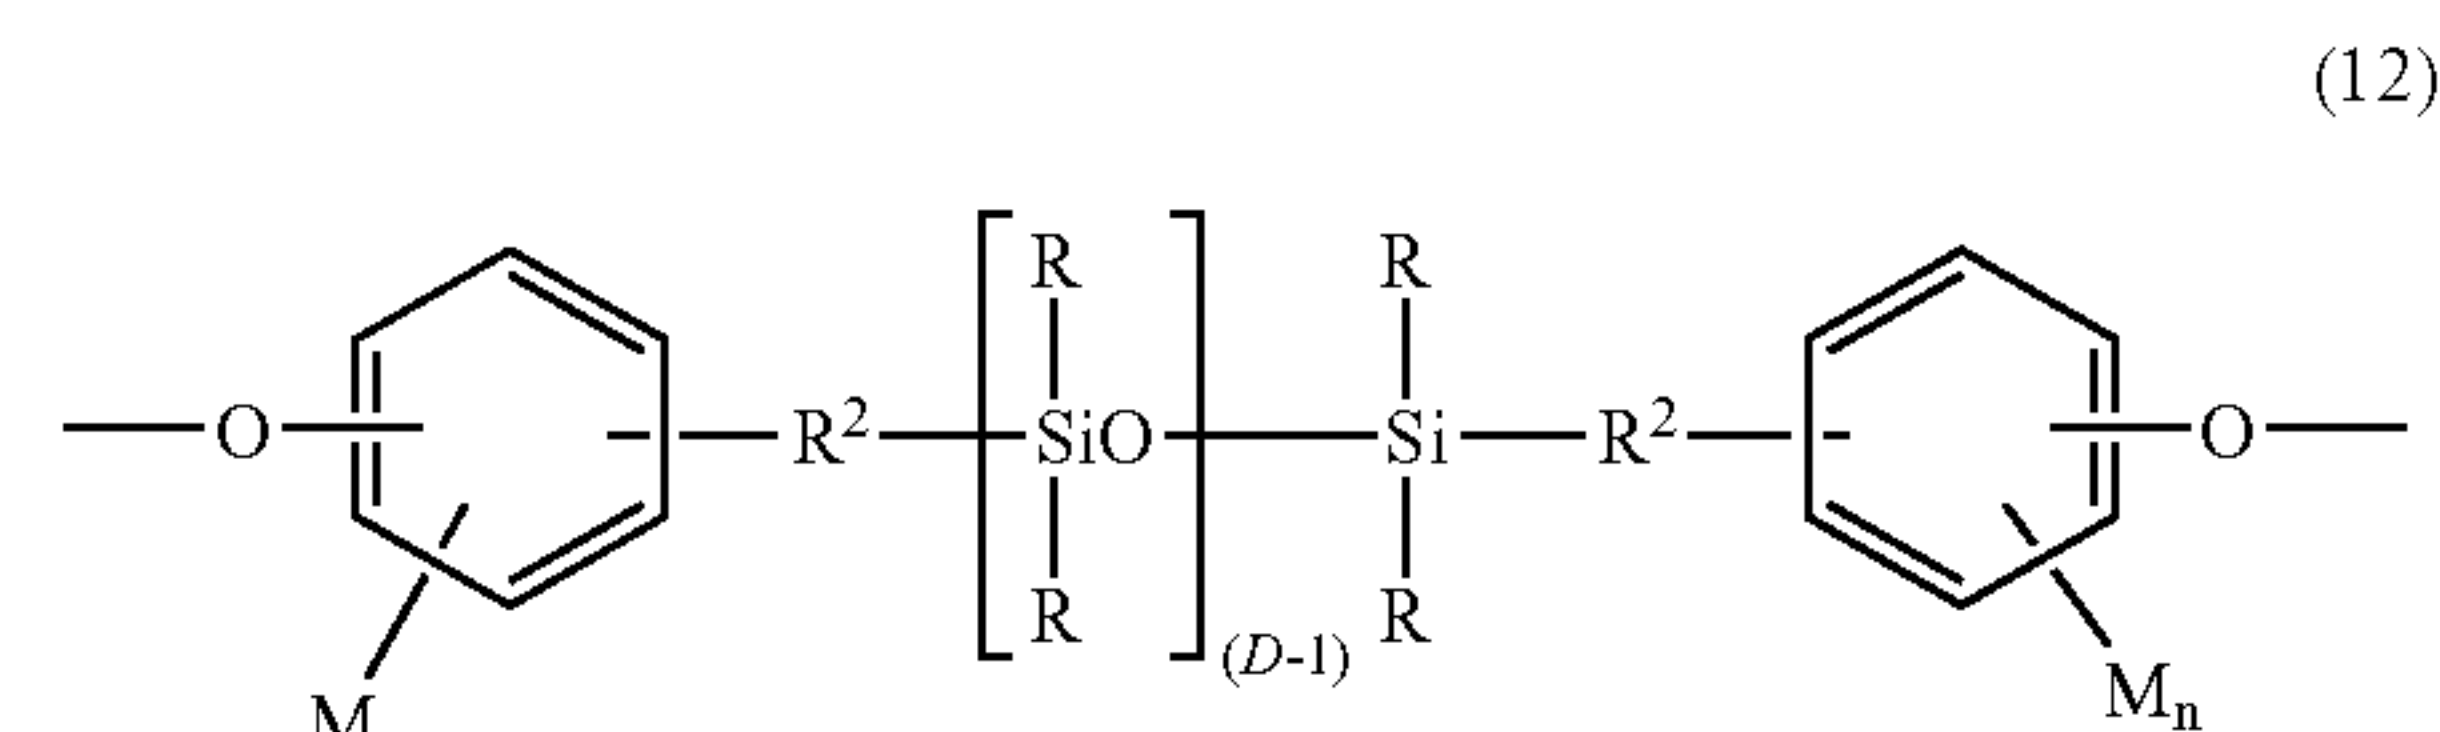 (12)
R R
O R² SiO Si R² O
R R
(D-1)
M Mn